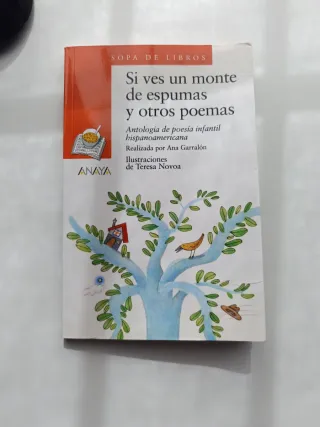 SOPA DE LIBROS
Si ves un monte
de espumas
y otros poemas
Antología de poesía infantil
hispanoamericana
Realizada por Ana Garralón
Ilustraciones
de Teresa Novoa
ANAYA